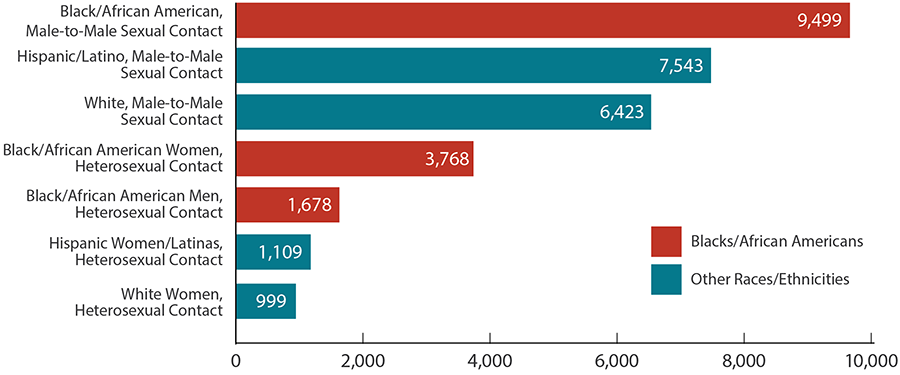 Black/African American,
Male-to-Male Sexual Contact
9,499
Hispanic/Latino, Male-to-Male
Sexual Contact
7,543
White, Male-to-Male
Sexual Contact
6,423
Black/African American Women,
Heterosexual Contact
3,768
Black/African American Men,
Heterosexual Contact
1,678
Hispanic Women/Latinas,
Heterosexual Contact
1,109
White Women,
Heterosexual Contact
999
Blacks/African Americans
Other Races/Ethnicities
0 2,000 4,000 6,000 8,000 10,000